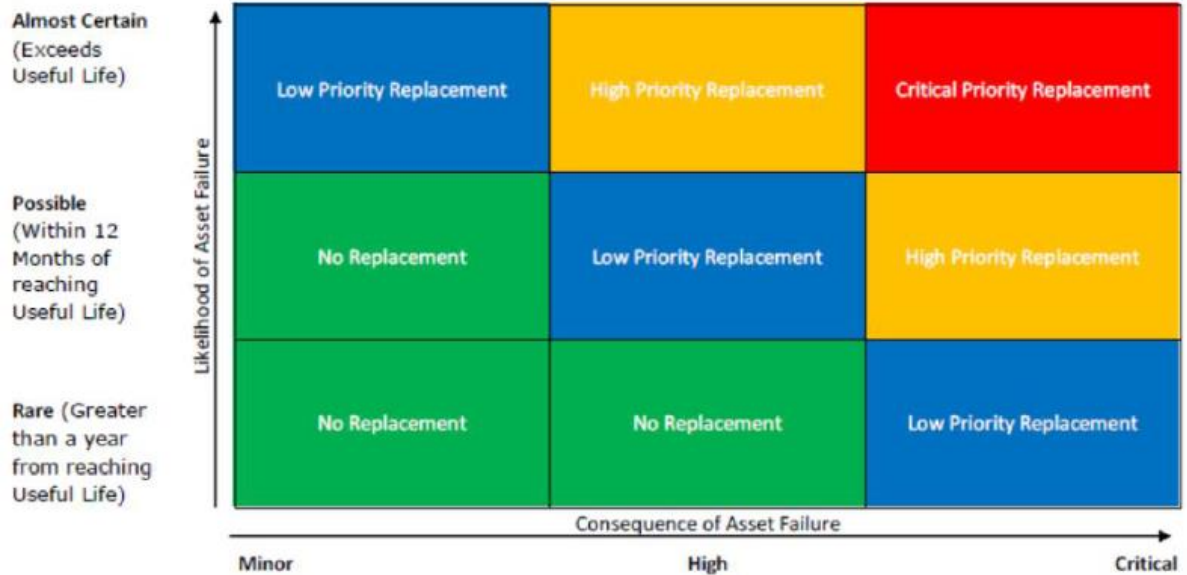 Almost Certain
(Exceeds
Useful Life)
Low Priority Replacement
High Priority Replacement
Critical Priority Replacement
Likelihood of Asset Failure
Possible
(Within 12
Months of
reaching
Useful Life)
No Replacement
Low Priority Replacement
High Priority Replacement
Rare (Greater
than a year
from reaching
Useful Life)
No Replacement
No Replacement
Low Priority Replacement
Consequence of Asset Failure
Minor
High
Critical